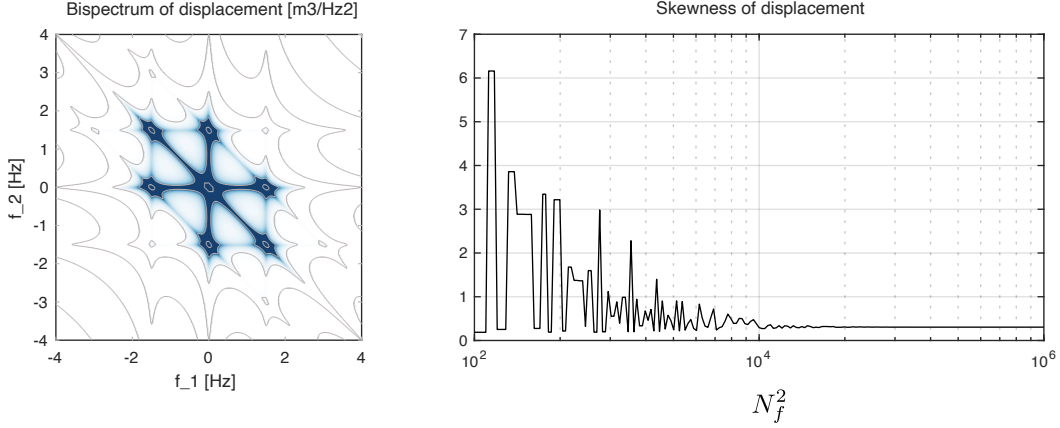 Bispectrum of displacement [m3/Hz2]
4
3
2
1
0
-1
-2
-3
-4
f_2 [Hz]
-4 -2 0 2 4
f_1 [Hz]
Skewness of displacement
7
6
5
4
3
2
1
0
10^2 10^4 10^6
N_f^2